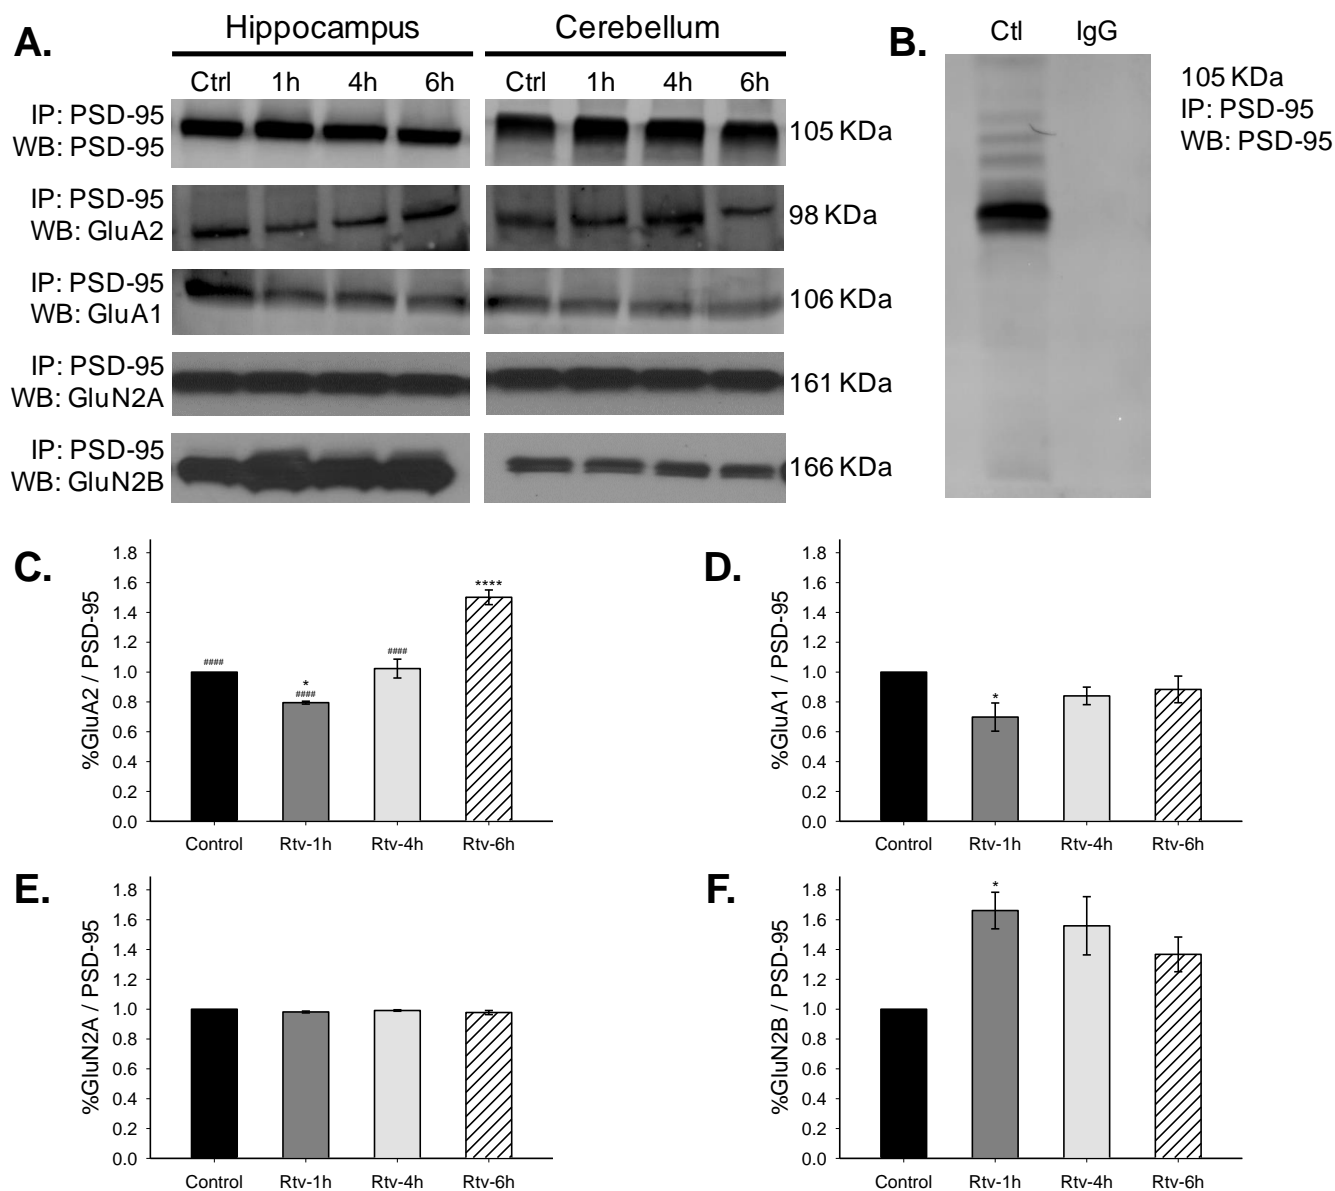 A.
Hippocampus
Cerebellum
Ctrl 1h 4h 6h
Ctrl 1h 4h 6h
IP: PSD-95
WB: PSD-95
105 KDa
IP: PSD-95
WB: GluA2
98 KDa
IP: PSD-95
WB: GluA1
106 KDa
IP: PSD-95
WB: GluN2A
161 KDa
IP: PSD-95
WB: GluN2B
166 KDa
B.
Ctl IgG
105 KDa
IP: PSD-95
WB: PSD-95
C.
%GluA2 / PSD-95
1.8
1.6
1.4
1.2
1.0
0.8
0.6
0.4
0.2
0.0
####
*
####
####
****
Control Rtv-1h Rtv-4h Rtv-6h
D.
%GluA1 / PSD-95
1.8
1.6
1.4
1.2
1.0
0.8
0.6
0.4
0.2
0.0
*
Control Rtv-1h Rtv-4h Rtv-6h
E.
%GluN2A / PSD-95
1.8
1.6
1.4
1.2
1.0
0.8
0.6
0.4
0.2
0.0
Control Rtv-1h Rtv-4h Rtv-6h
F.
%GluN2B / PSD-95
1.8
1.6
1.4
1.2
1.0
0.8
0.6
0.4
0.2
0.0
*
Control Rtv-1h Rtv-4h Rtv-6h